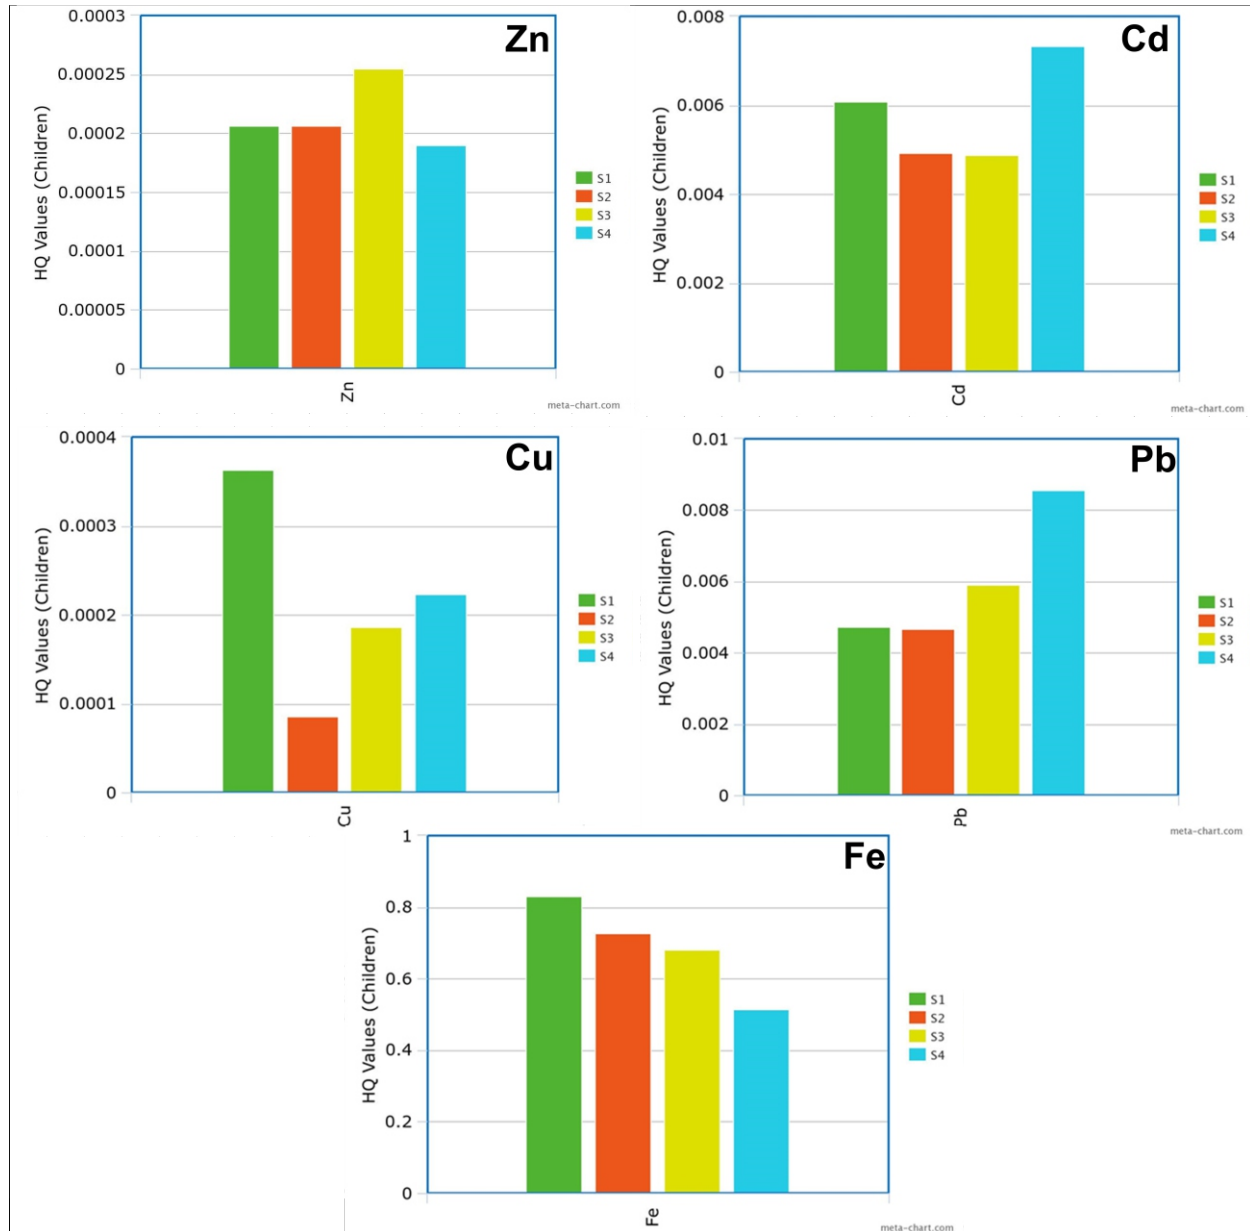 Zn
HQ Values (Children)
0.0003
0.00025
0.0002
0.00015
0.0001
0.00005
0
Zn
S1
S2
S3
S4
meta-chart.com
Cd
HQ Values (Children)
0.008
0.006
0.004
0.002
0
Cd
S1
S2
S3
S4
meta-chart.com
Cu
HQ Values (Children)
0.0004
0.0003
0.0002
0.0001
0
Cu
S1
S2
S3
S4
Pb
HQ Values (Children)
0.01
0.008
0.006
0.004
0.002
0
Pb
S1
S2
S3
S4
meta-chart.com
Fe
HQ Values (Children)
1
0.8
0.6
0.4
0.2
0
Fe
S1
S2
S3
S4
meta-chart.com